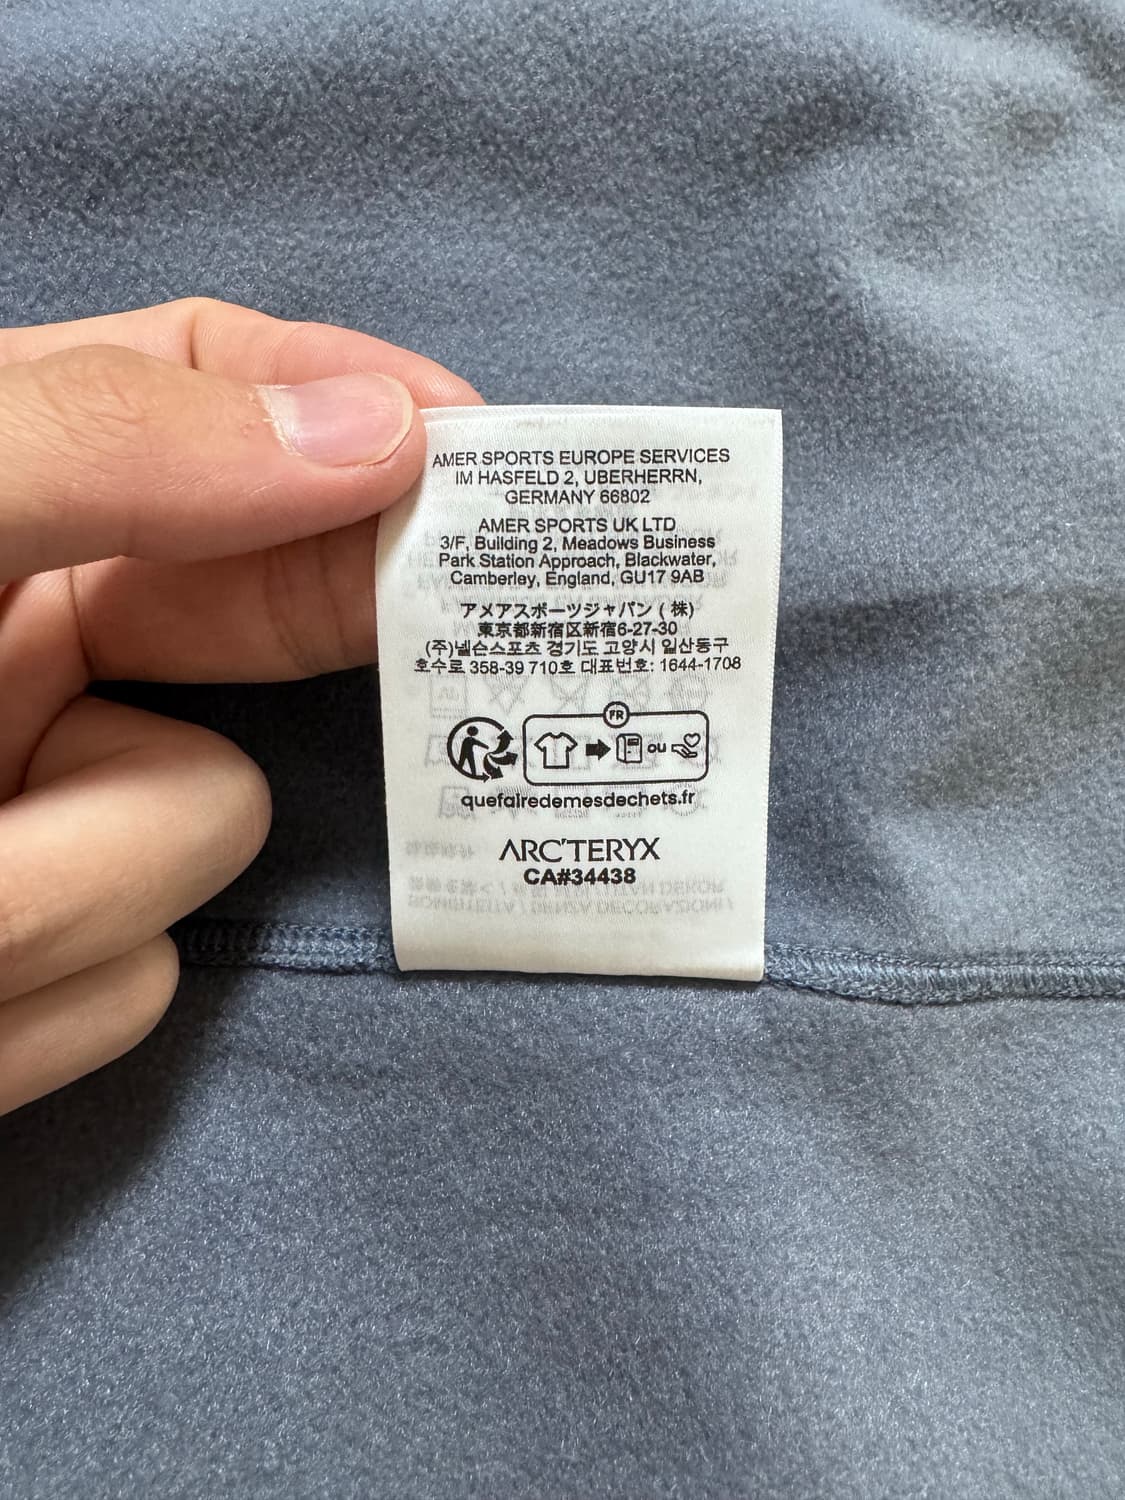 AMER SPORTS EUROPE SERVICES
IM HASFELD 2, UBERHERRN,
GERMANY 66802
AMER SPORTS UK LTD
3/F, Building 2, Meadows Business
Park Station Approach, Blackwater,
Camberley, England, GU17 9AB
アメアスポーツジャパン ( 株)
東京都新宿区新宿6-27-30
(주)넬슨스포츠 경기도 고양시 일산동구
호수로 358-39 710호 대표번호: 1644-1708
FR
OU
quefairedemesdechets.fr
ARC'TERYX
CA#34438